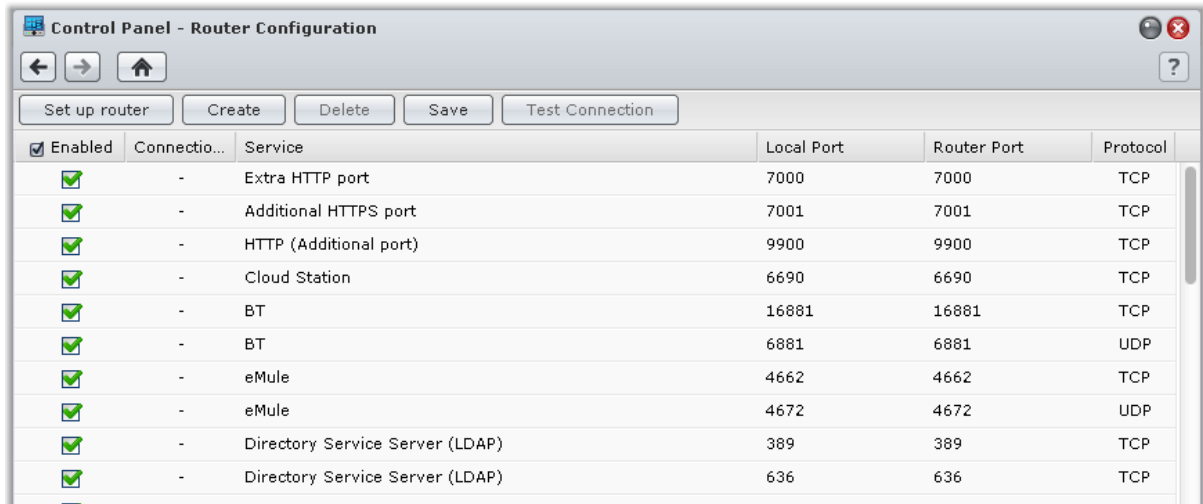 Control Panel - Router Configuration
?
Set up router Create Delete Save Test Connection
Enabled Connectio... Service Local Port Router Port Protocol
- Extra HTTP port 7000 7000 TCP
- Additional HTTPS port 7001 7001 TCP
- HTTP (Additional port) 9900 9900 TCP
- Cloud Station 6690 6690 TCP
- BT 16881 16881 TCP
- BT 6881 6881 UDP
- eMule 4662 4662 TCP
- eMule 4672 4672 UDP
- Directory Service Server (LDAP) 389 389 TCP
- Directory Service Server (LDAP) 636 636 TCP